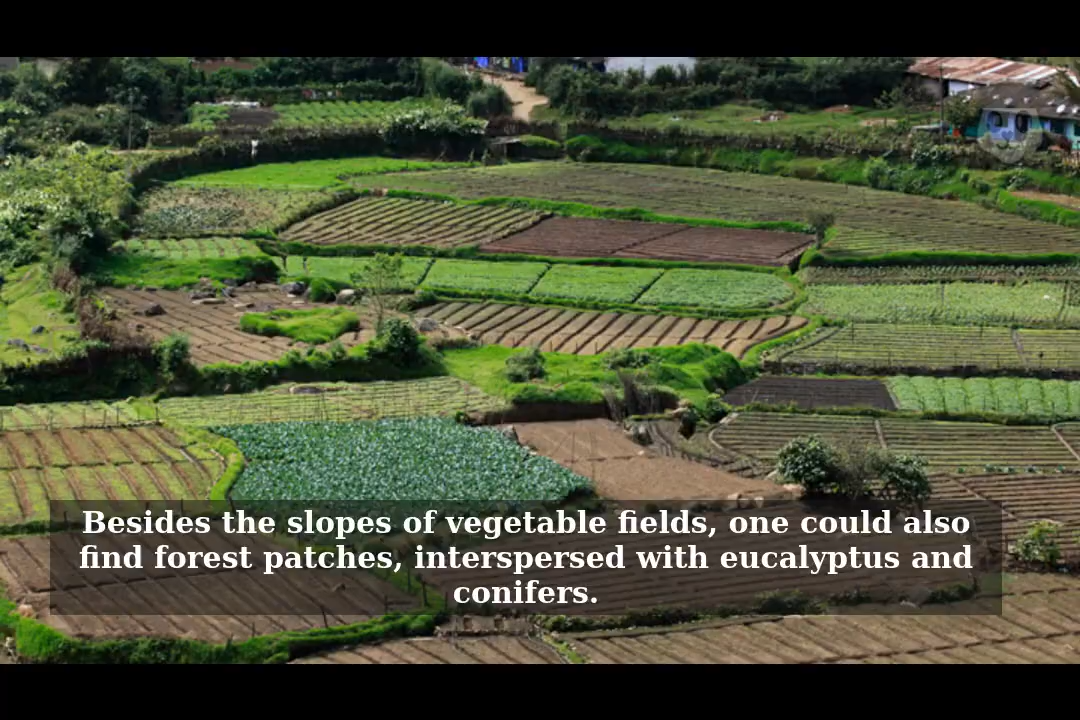 Besides the slopes of vegetable fields, one could also
find forest patches, interspersed with eucalyptus and
conifers.